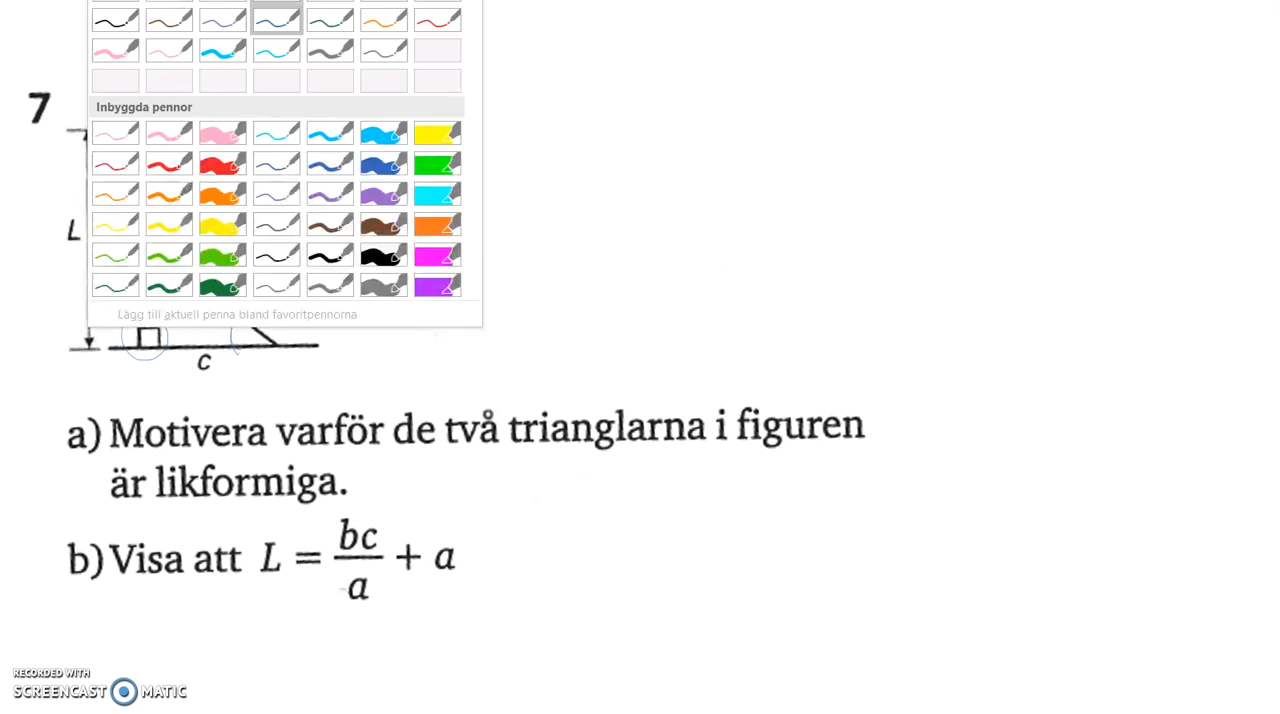 7
Inbyggda pennor
L
Lägg till aktuell penna bland favoritpennorna
c
a) Motivera varför de två trianglarna i figuren
är likformiga.
b) Visa att L = bc/a + a
RECORDED WITH
SCREENCAST MATIC